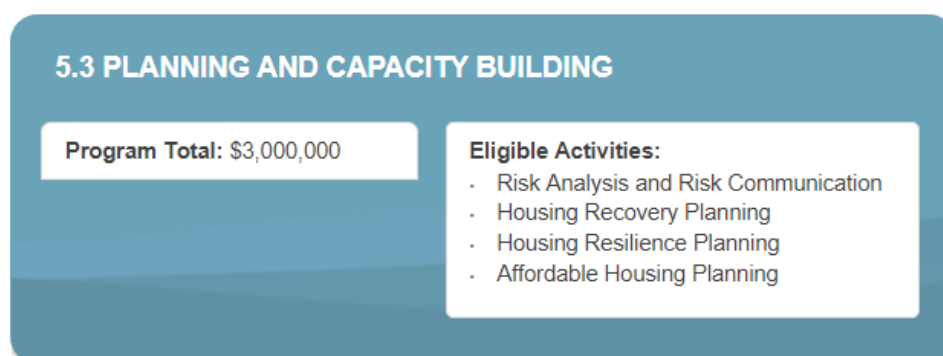 5.3 PLANNING AND CAPACITY BUILDING
Program Total: $3,000,000
Eligible Activities:
· Risk Analysis and Risk Communication
· Housing Recovery Planning
· Housing Resilience Planning
· Affordable Housing Planning